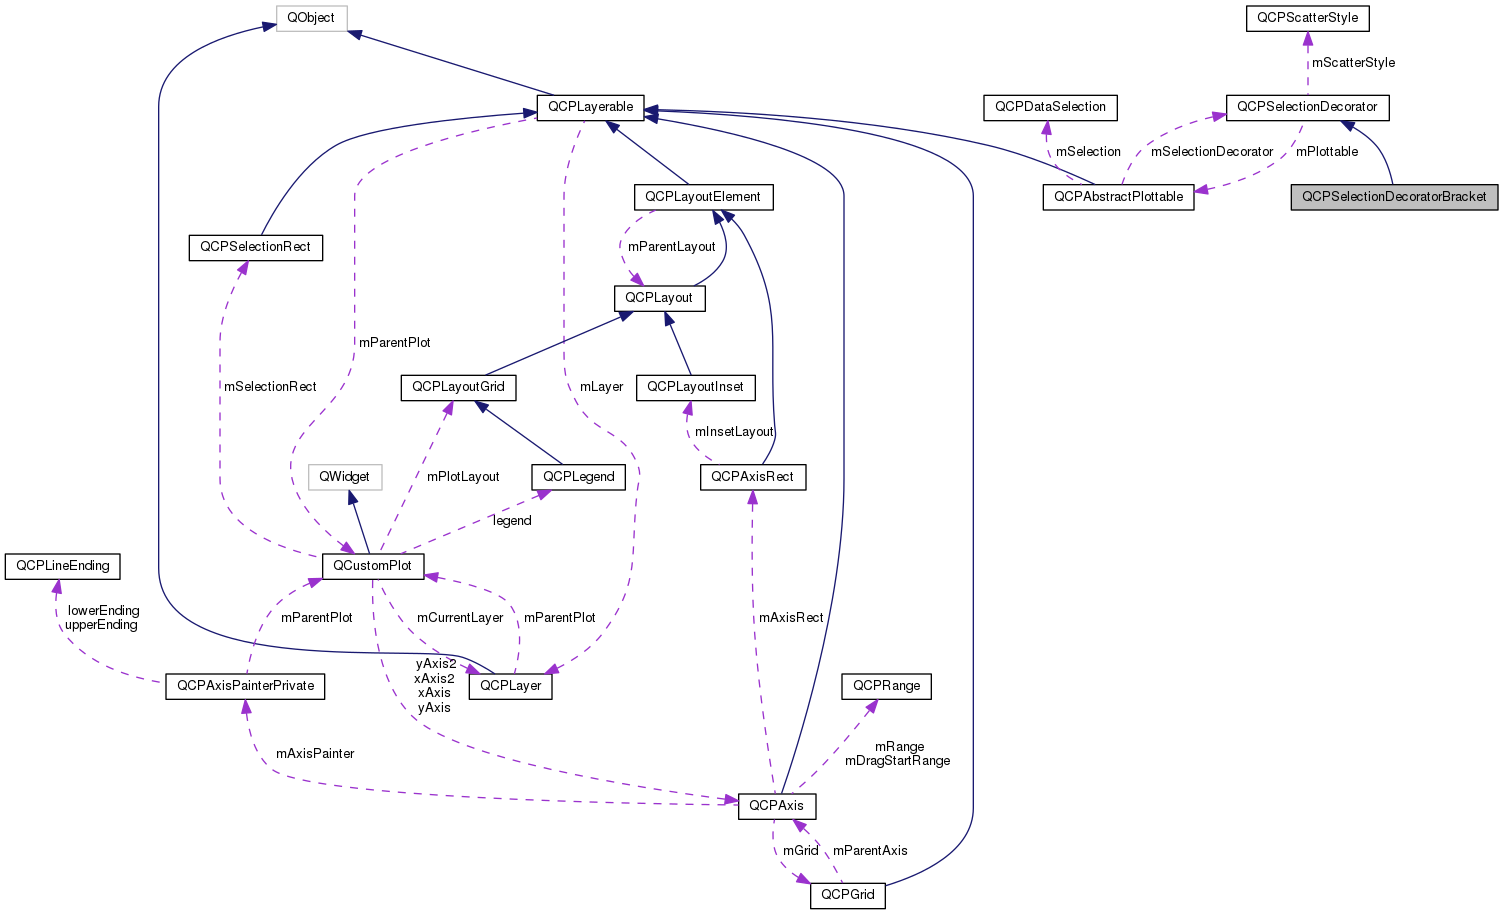 QObject
QCPScatterStyle
mScatterStyle
QCPLayerable
QCPDataSelection
QCPSelectionDecorator
mSelection
mSelectionDecorator
mPlottable
QCPLayoutElement
QCPAbstractPlottable
QCPSelectionDecoratorBracket
QCPSelectionRect
mParentLayout
QCPLayout
mParentPlot
mSelectionRect
QCPLayoutGrid
mLayer
QCPLayoutInset
mInsetLayout
QWidget
mPlotLayout
QCPLegend
QCPAxisRect
legend
QCPLineEnding
QCustomPlot
lowerEnding
upperEnding
mParentPlot
mCurrentLayer
mParentPlot
mAxisRect
yAxis2
xAxis2
xAxis
yAxis
QCPAxisPainterPrivate
QCPLayer
QCPRange
mAxisPainter
mRange
mDragStartRange
QCPAxis
mGrid
mParentAxis
QCPGrid